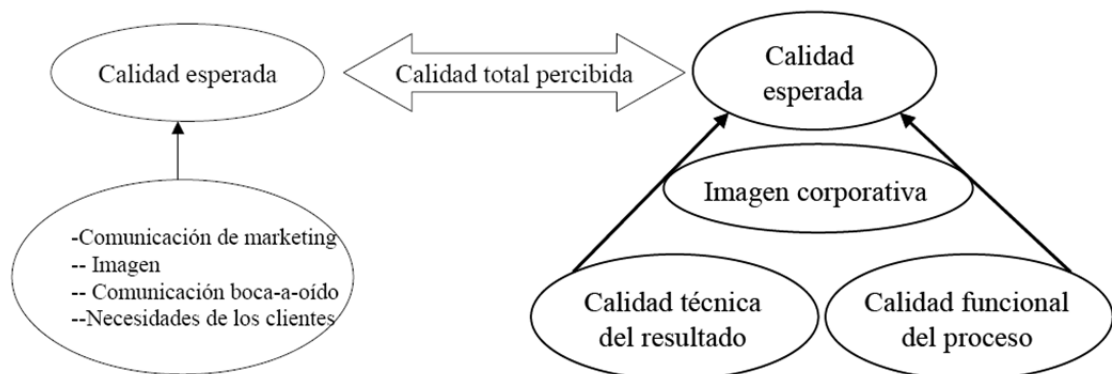 Calidad esperada
Calidad total percibida
Calidad
esperada
-Comunicación de marketing
-- Imagen
-- Comunicación boca-a-oído
--Necesidades de los clientes
Imagen corporativa
Calidad técnica
del resultado
Calidad funcional
del proceso